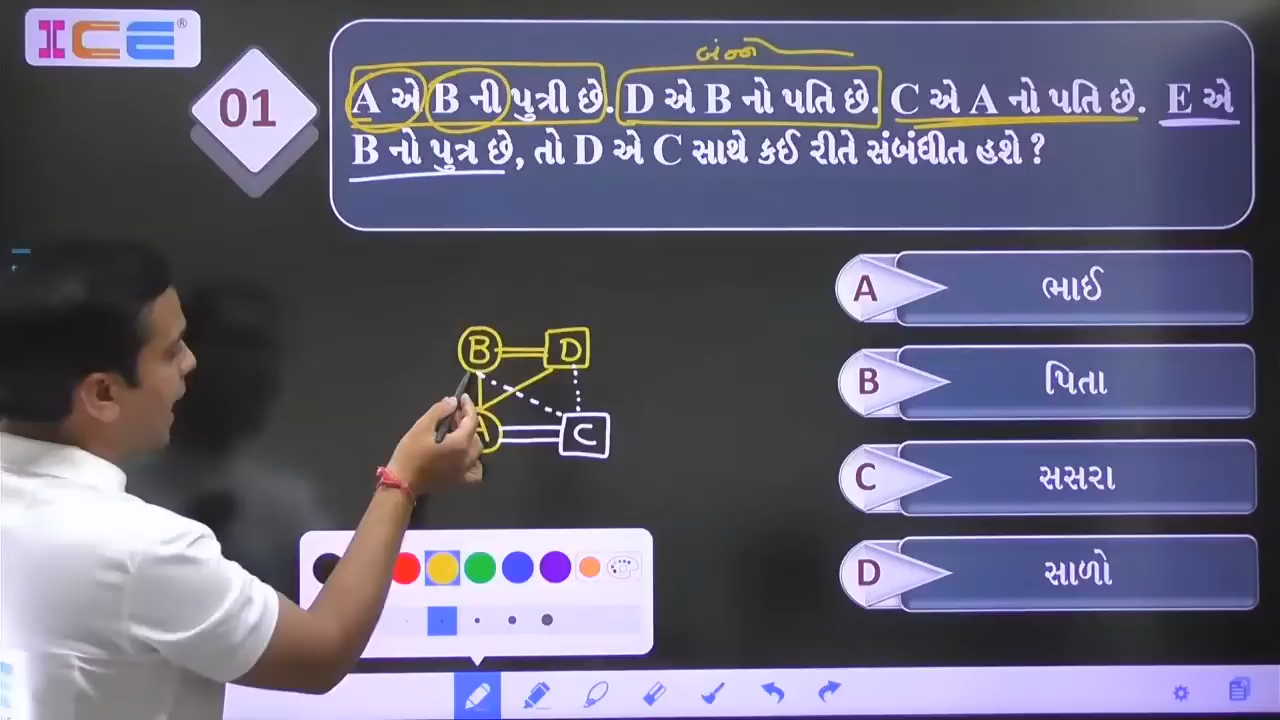 ICE®
01
બંન્ને
A એ B ની પુત્રી છે. D એ B નો પતિ છે. C એ A નો પતિ છે. E એ
B નો પુત્ર છે, તો D એ C સાથે કઈ રીતે સંબંધીત હશે ?
A ભાઈ
B પિતા
C સસરા
D સાળો
B D
A C